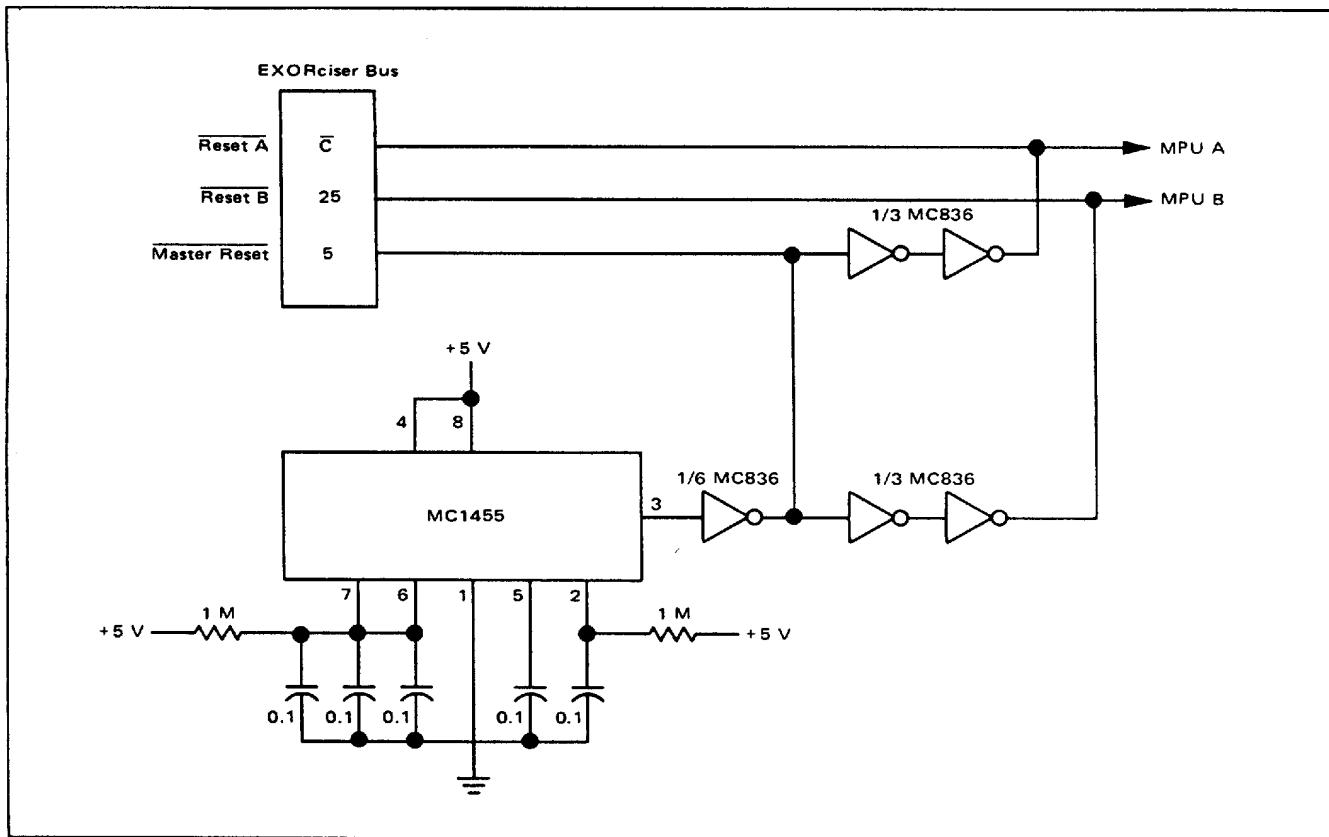 EXORciser Bus
Reset A
C
MPU A
Reset B
25
MPU B
1/3 MC836
Master Reset
5
+5 V
4
8
1/6 MC836
1/3 MC836
3
MC1455
7
6
1
5
2
1 M
1 M
+5 V
+5 V
0.1
0.1
0.1
0.1
0.1